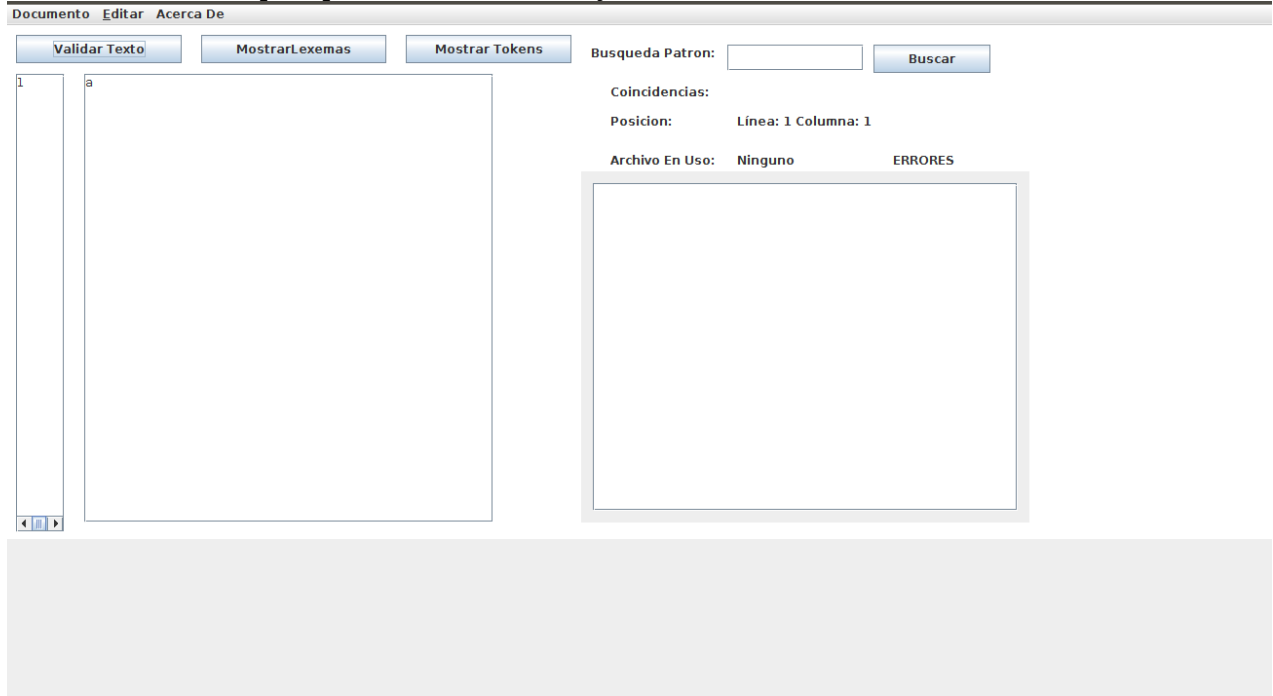 Documento Editar Acerca De
Validar Texto MostrarLexemas Mostrar Tokens Busqueda Patron: Buscar
1 a
Coincidencias:
Posicion: Línea: 1 Columna: 1
Archivo En Uso: Ninguno ERRORES